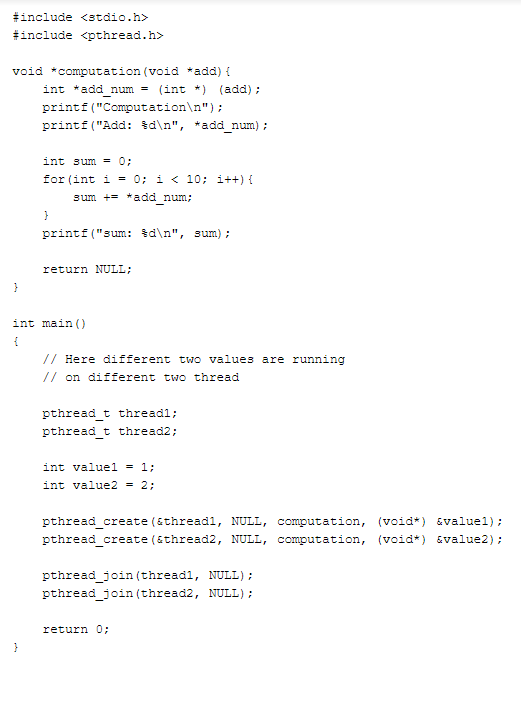 #include <stdio.h>
#include <pthread.h>
void *computation(void *add){
int *add_num = (int *) (add);
printf("Computation\n");
printf("Add: %d\n", *add_num);
int sum = 0;
for(int i = 0; i < 10; i++){
sum += *add_num;
}
printf("sum: %d\n", sum);
return NULL;
}
int main()
{
// Here different two values are running
// on different two thread
pthread_t thread1;
pthread_t thread2;
int value1 = 1;
int value2 = 2;
pthread_create(&thread1, NULL, computation, (void*) &value1);
pthread_create(&thread2, NULL, computation, (void*) &value2);
pthread_join(thread1, NULL);
pthread_join(thread2, NULL);
return 0;
}